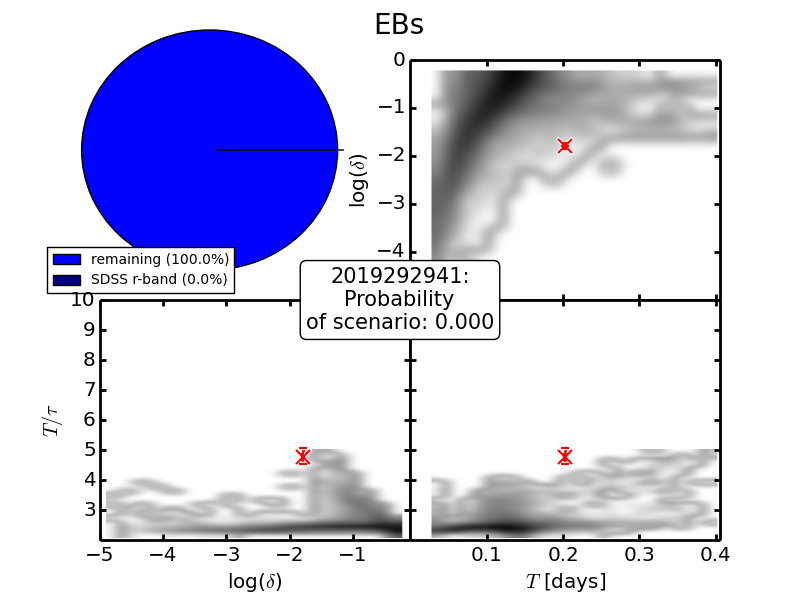 EBs
0
−1
−2
−3
−4
log(δ)
remaining (100.0%)
SDSS r-band (0.0%)
2019292941:
Probability
of scenario: 0.000
10
9
8
7
6
5
4
3
T/τ
−5 −4 −3 −2 −1
log(δ)
0.1 0.2 0.3 0.4
T [days]